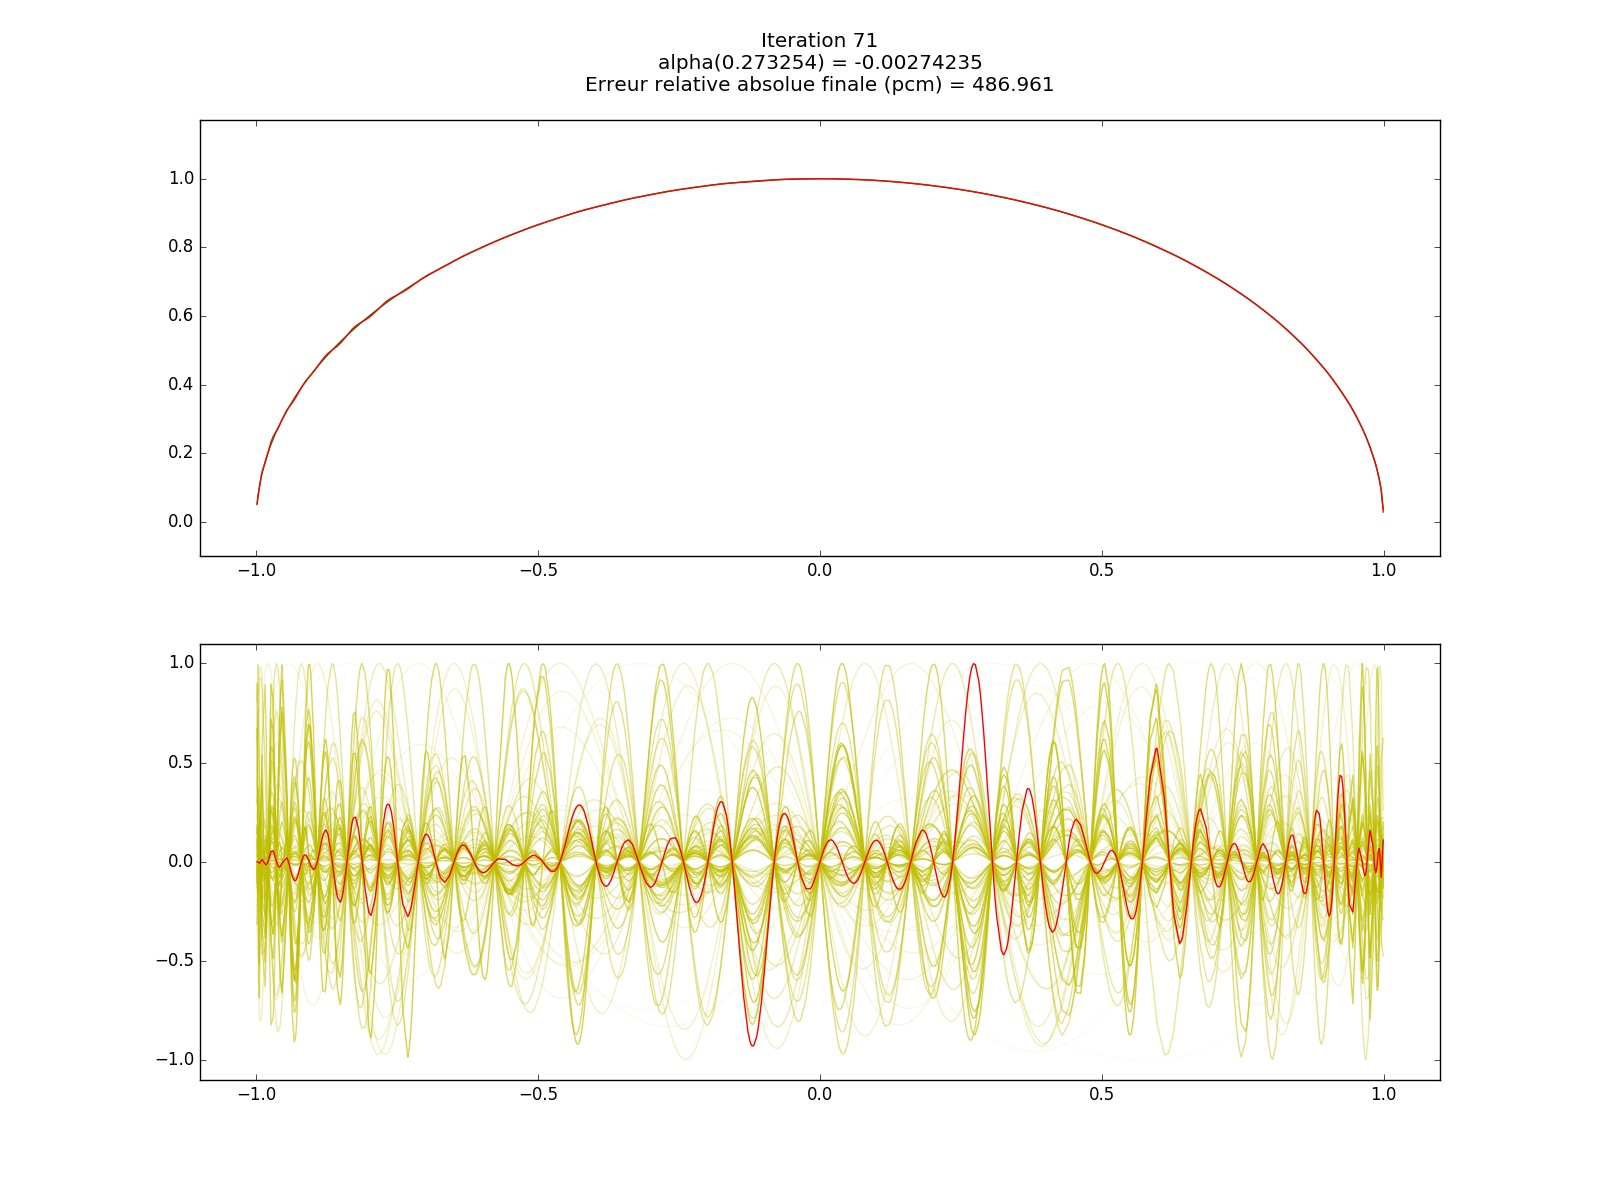 Iteration 71
alpha(0.273254) = -0.00274235
Erreur relative absolue finale (pcm) = 486.961
1.0
0.8
0.6
0.4
0.2
0.0
−1.0 −0.5 0.0 0.5 1.0
1.0
0.5
0.0
−0.5
−1.0
−1.0 −0.5 0.0 0.5 1.0